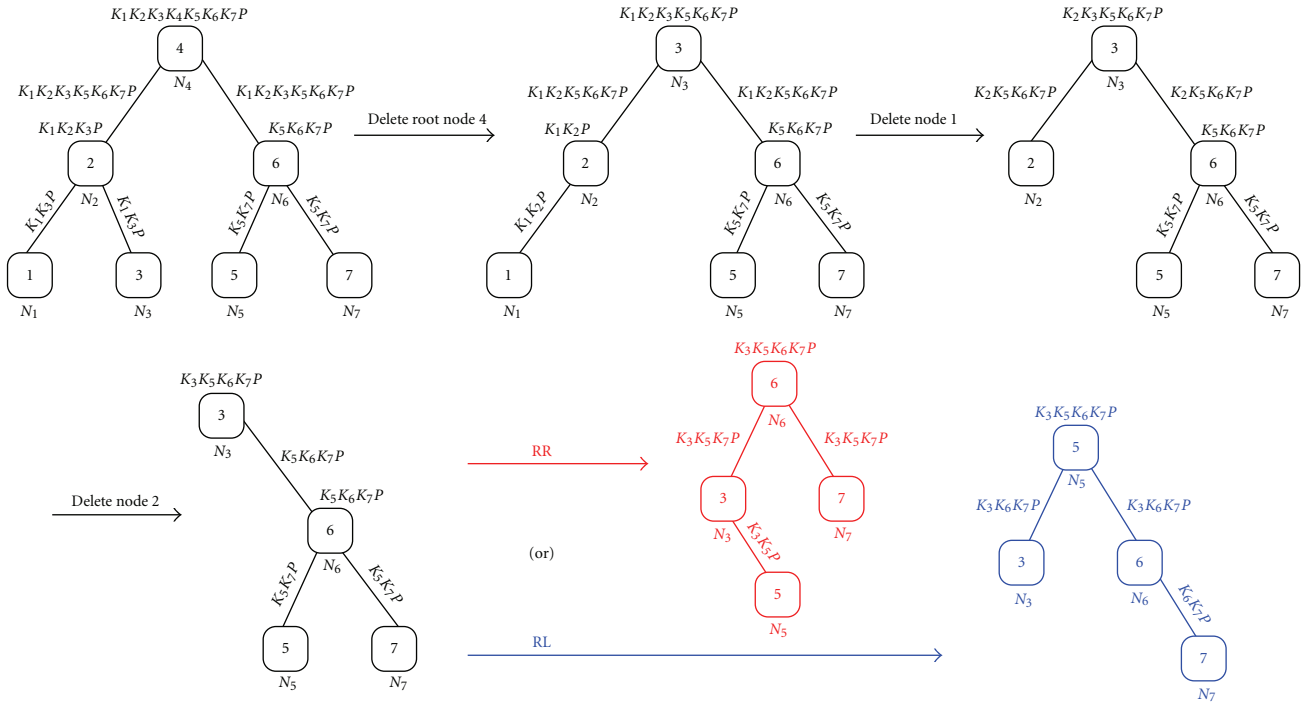 K1K2K3K4K5K6K7P
4
N4
K1K2K3K5K6K7P
K1K2K3K5K6K7P
K1K2K3P
K5K6K7P
2
6
N2
N6
K1K3P
K1K3P
K5K7P
K5K7P
1
3
5
7
N1
N3
N5
N7
Delete root node 4
K1K2K3K5K6K7P
3
N3
K1K2K5K6K7P
K1K2K5K6K7P
K1K2P
K5K6K7P
2
6
N2
N6
K1K2P
K5K7P
K5K7P
1
5
7
N1
N5
N7
Delete node 1
K2K3K5K6K7P
3
N3
K2K5K6K7P
K2K5K6K7P
K5K6K7P
2
6
N2
N6
K5K7P
K5K7P
5
7
N5
N7
Delete node 2
K3K5K6K7P
3
N3
K5K6K7P
K5K6K7P
6
N6
K5K7P
K5K7P
5
7
N5
N7
RR
(or)
RL
K3K5K6K7P
6
N6
K3K5K7P
K3K5K7P
3
7
N3
N7
K3K5P
5
N5
K3K5K6K7P
5
N5
K3K6K7P
K3K6K7P
3
6
N3
N6
K6K7P
7
N7